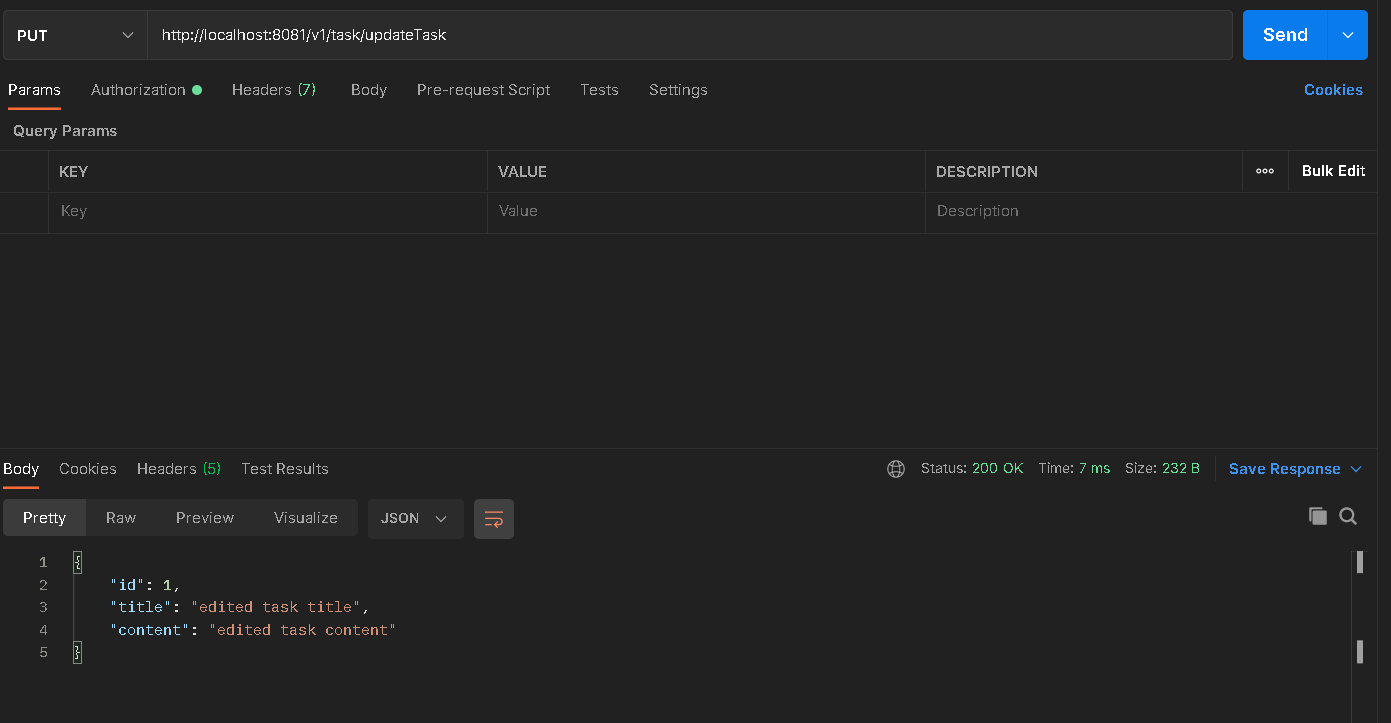 PUT http://localhost:8081/v1/task/updateTask Send
Params Authorization Headers (7) Body Pre-request Script Tests Settings Cookies
Query Params
KEY VALUE DESCRIPTION ooo Bulk Edit
Key Value Description
Body Cookies Headers (5) Test Results Status: 200 OK Time: 7 ms Size: 232 B Save Response
Pretty Raw Preview Visualize JSON
1 {
2 "id": 1,
3 "title": "edited task title",
4 "content": "edited task content"
5 }